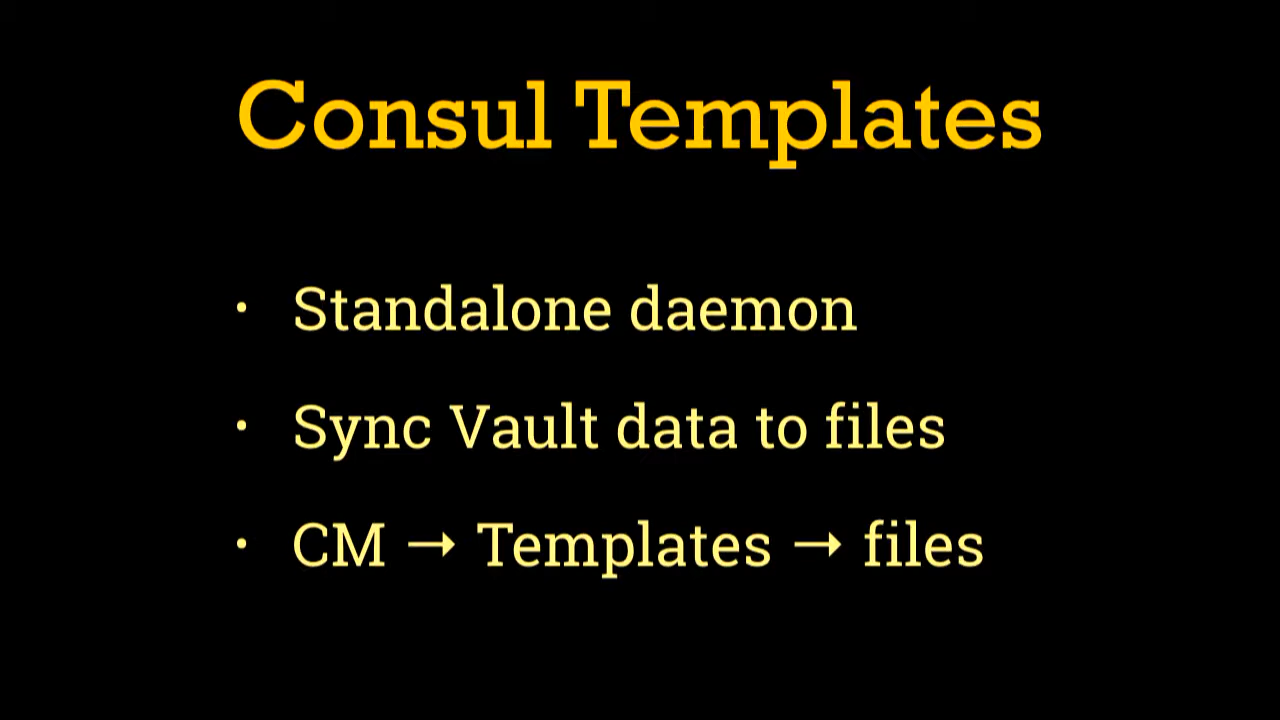 Consul Templates
· Standalone daemon
· Sync Vault data to files
· CM → Templates → files